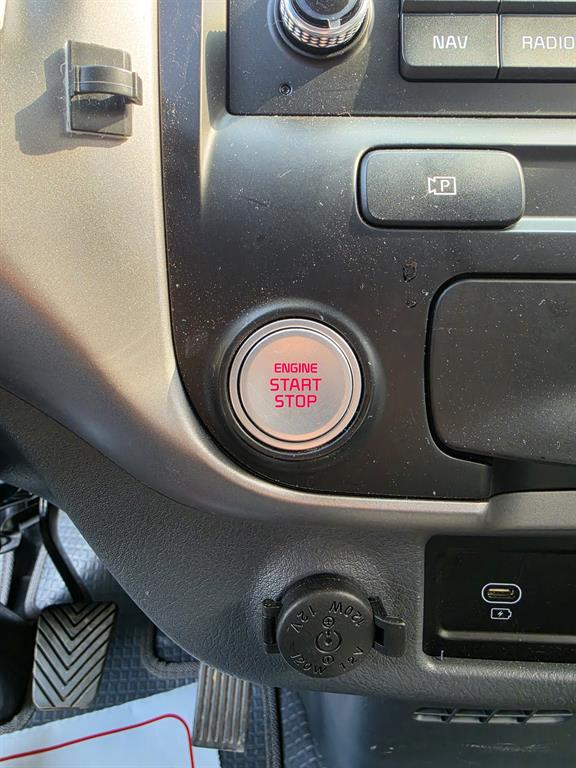 NAV
RADIO
P
ENGINE
START
STOP
12V
120W
120W
12V